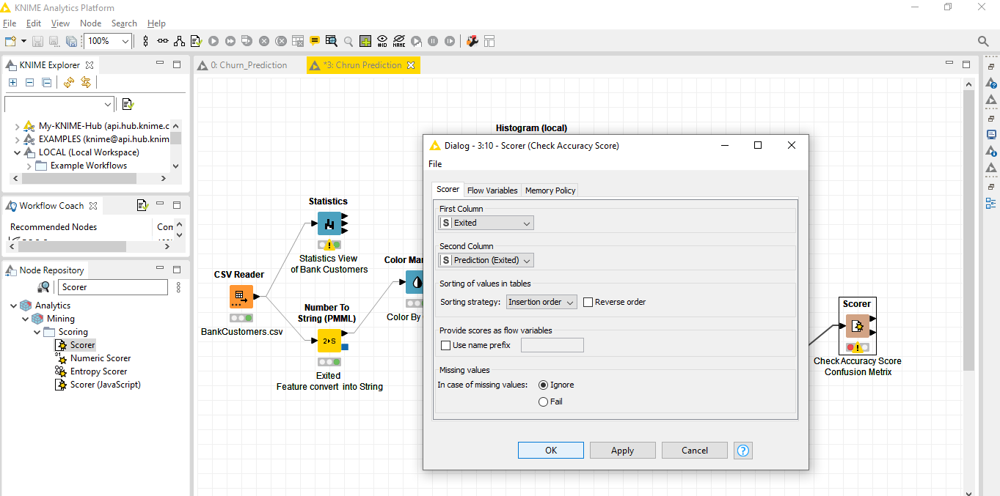 KNIME Analytics Platform
File Edit View Node Search Help
100%
#ID
NAME
KNIME Explorer
0: Churn_Prediction
*3: Chrun Prediction
My-KNIME-Hub (api.hub.knime.c
EXAMPLES (knime@api.hub.knim
LOCAL (Local Workspace)
Example Workflows
Workflow Coach
Recommended Nodes
Com
Node Repository
Scorer
Analytics
Mining
Scoring
Scorer
Numeric Scorer
Entropy Scorer
Scorer (JavaScript)
Histogram (local)
Statistics
Statistics View
of Bank Customers
CSV Reader
BankCustomers.csv
Number To
String (PMML)
2 S
Exited
Feature convert into String
Color Man
Color By
Scorer
Check Accuracy Score
Confusion Metrix
Dialog - 3:10 - Scorer (Check Accuracy Score)
File
Scorer Flow Variables Memory Policy
First Column
S Exited
Second Column
S Prediction (Exited)
Sorting of values in tables
Sorting strategy: Insertion order Reverse order
Provide scores as flow variables
Use name prefix
Missing values
In case of missing values: Ignore
Fail
OK Apply Cancel ?